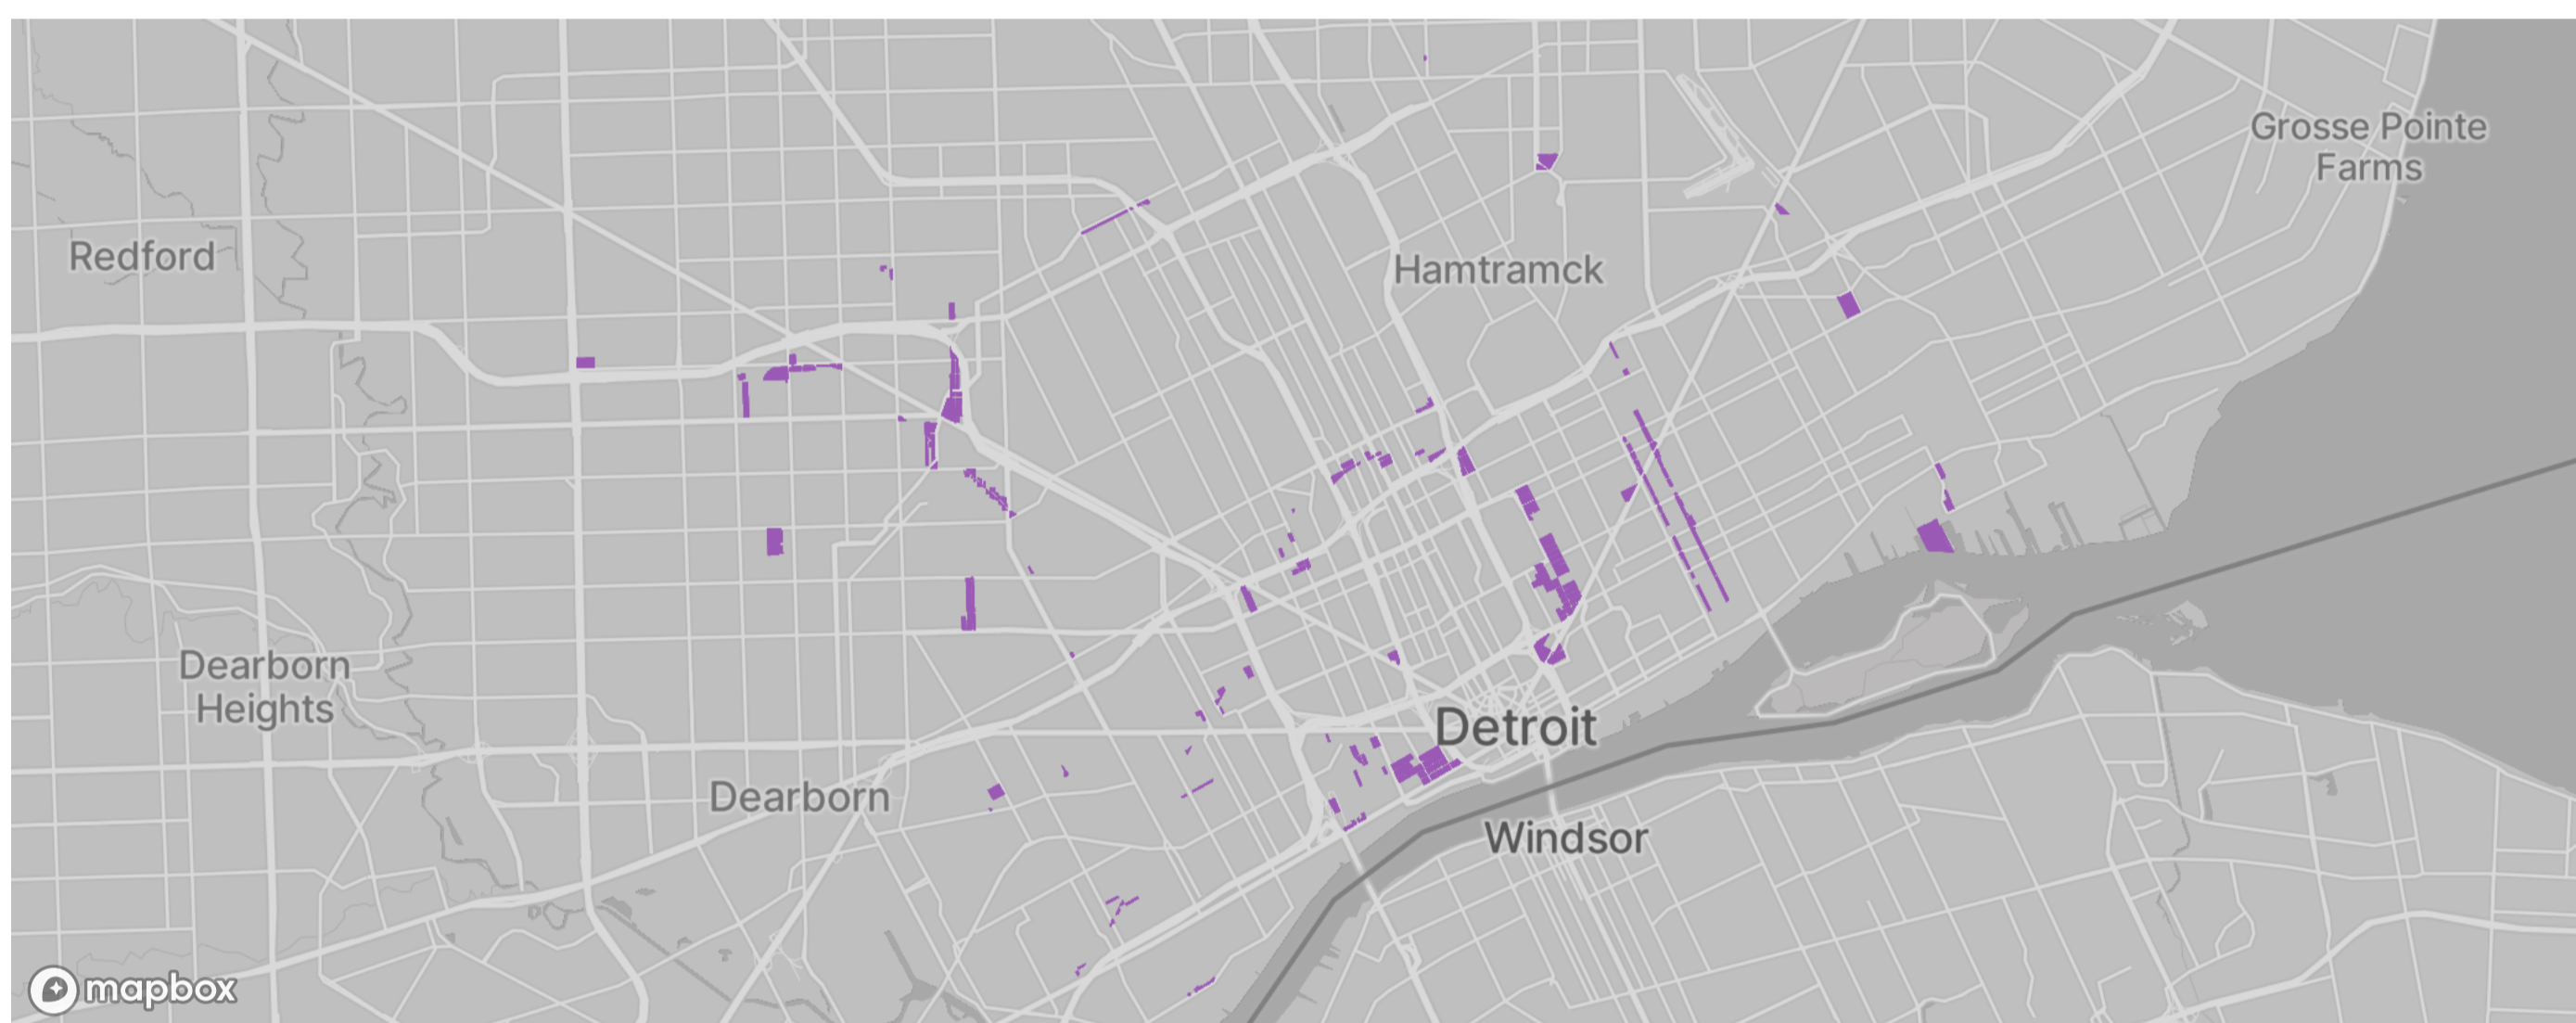 Grosse Pointe
Farms
Redford
Hamtramck
Dearborn
Heights
Detroit
Dearborn
Windsor
mapbox